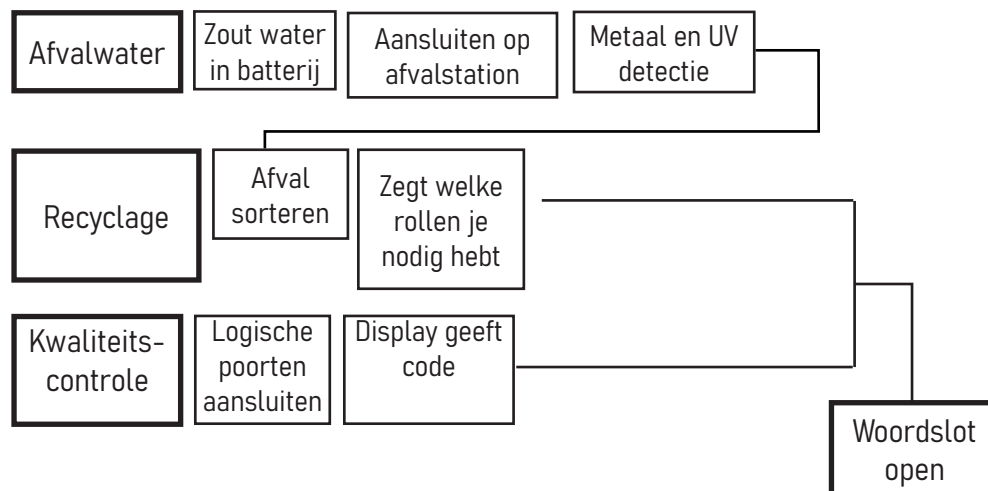 Afvalwater
Zout water
in batterij
Aansluiten op
afvalstation
Metaal en UV
detectie
Recyclage
Afval
sorteren
Zegt welke
rollen je
nodig hebt
Kwaliteits-
controle
Logische
poorten
aansluiten
Display geeft
code
Woordslot
open